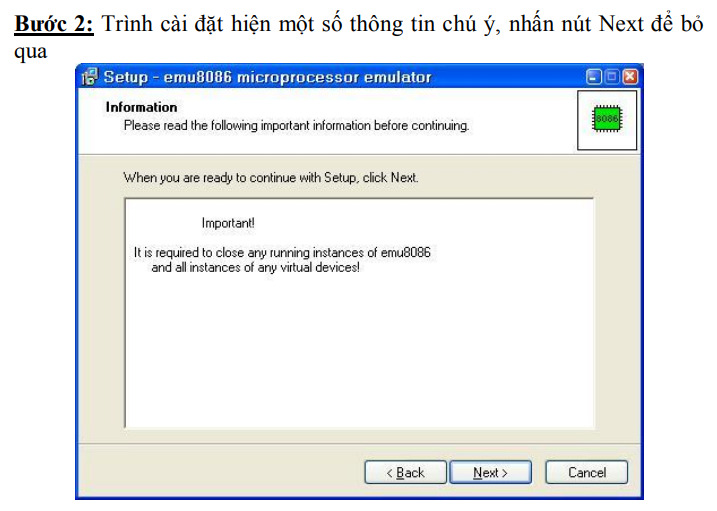 Bước 2: Trình cài đặt hiện một số thông tin chú ý, nhấn nút Next để bỏ
qua
Setup - emu8086 microprocessor emulator
Information
Please read the following important information before continuing.
8086
When you are ready to continue with Setup, click Next.
Important!
It is required to close any running instances of emu8086
and all instances of any virtual devices!
< Back
Next >
Cancel